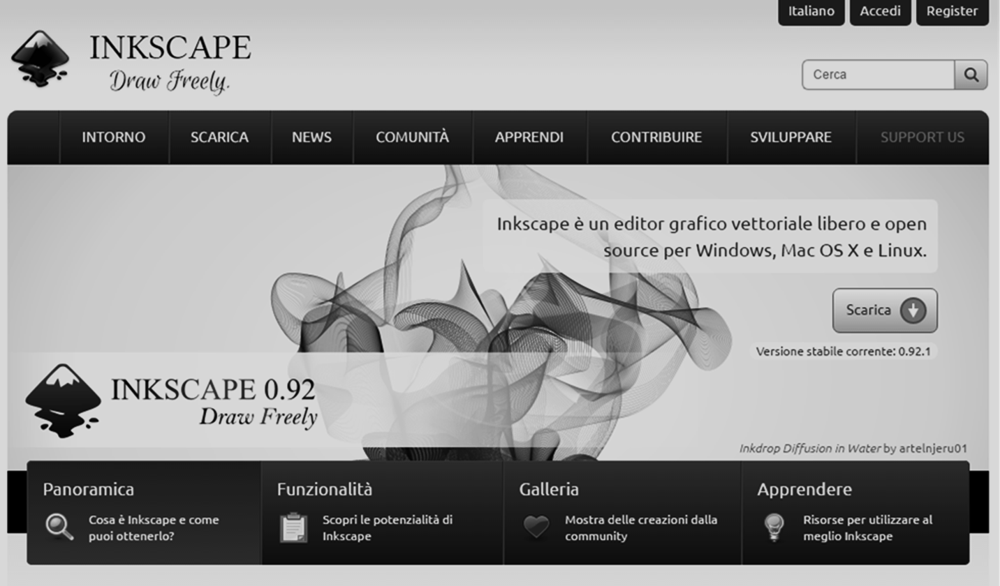 Italiano Accedi Register
INKSCAPE
Draw Freely.
Cerca
INTORNO SCARICA NEWS COMUNITÀ APPRENDI CONTRIBUIRE SVILUPPARE SUPPORT US
Inkscape è un editor grafico vettoriale libero e open
source per Windows, Mac OS X e Linux.
Scarica
Versione stabile corrente: 0.92.1
INKSCAPE 0.92
Draw Freely
Inkdrop Diffusion in Water by artelnjeru01
Panoramica
Cosa è Inkscape e come
puoi ottenerlo?
Funzionalità
Scopri le potenzialità di
Inkscape
Galleria
Mostra delle creazioni dalla
community
Apprendere
Risorse per utilizzare al
meglio Inkscape